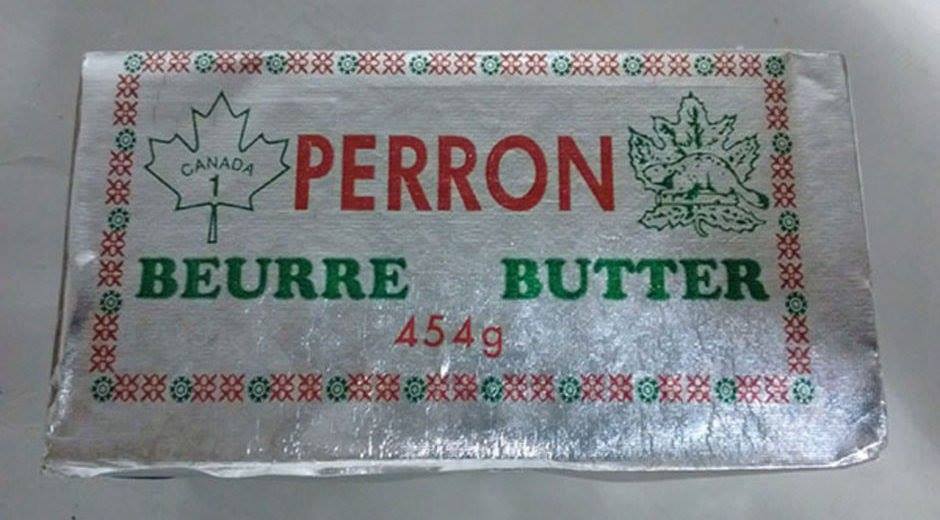 CANADA
1
PERRON
BEURRE BUTTER
454g